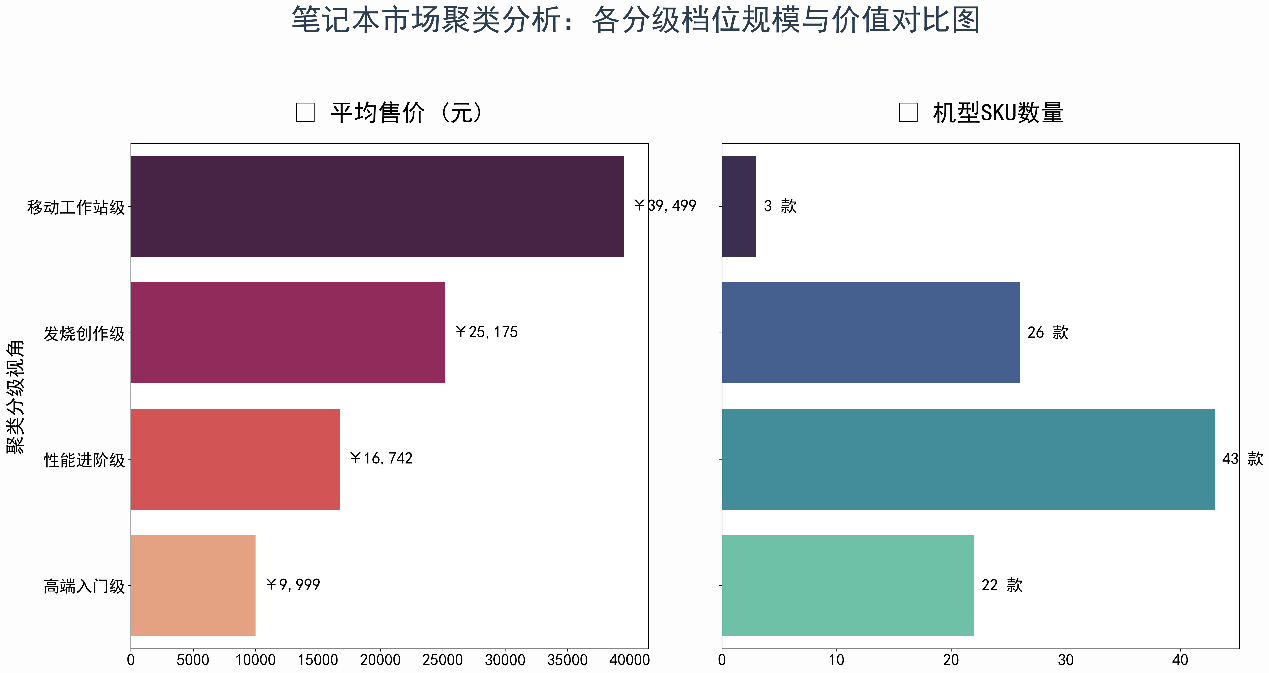 笔记本市场聚类分析：各分级档位规模与价值对比图
□ 平均售价（元）
□ 机型SKU数量
聚类分级视角
移动工作站级
￥39,499
3 款
发烧创作级
￥25,175
26 款
性能进阶级
￥16,742
43 款
高端入门级
￥9,999
22 款
0 5000 10000 15000 20000 25000 30000 35000 40000
0 10 20 30 40